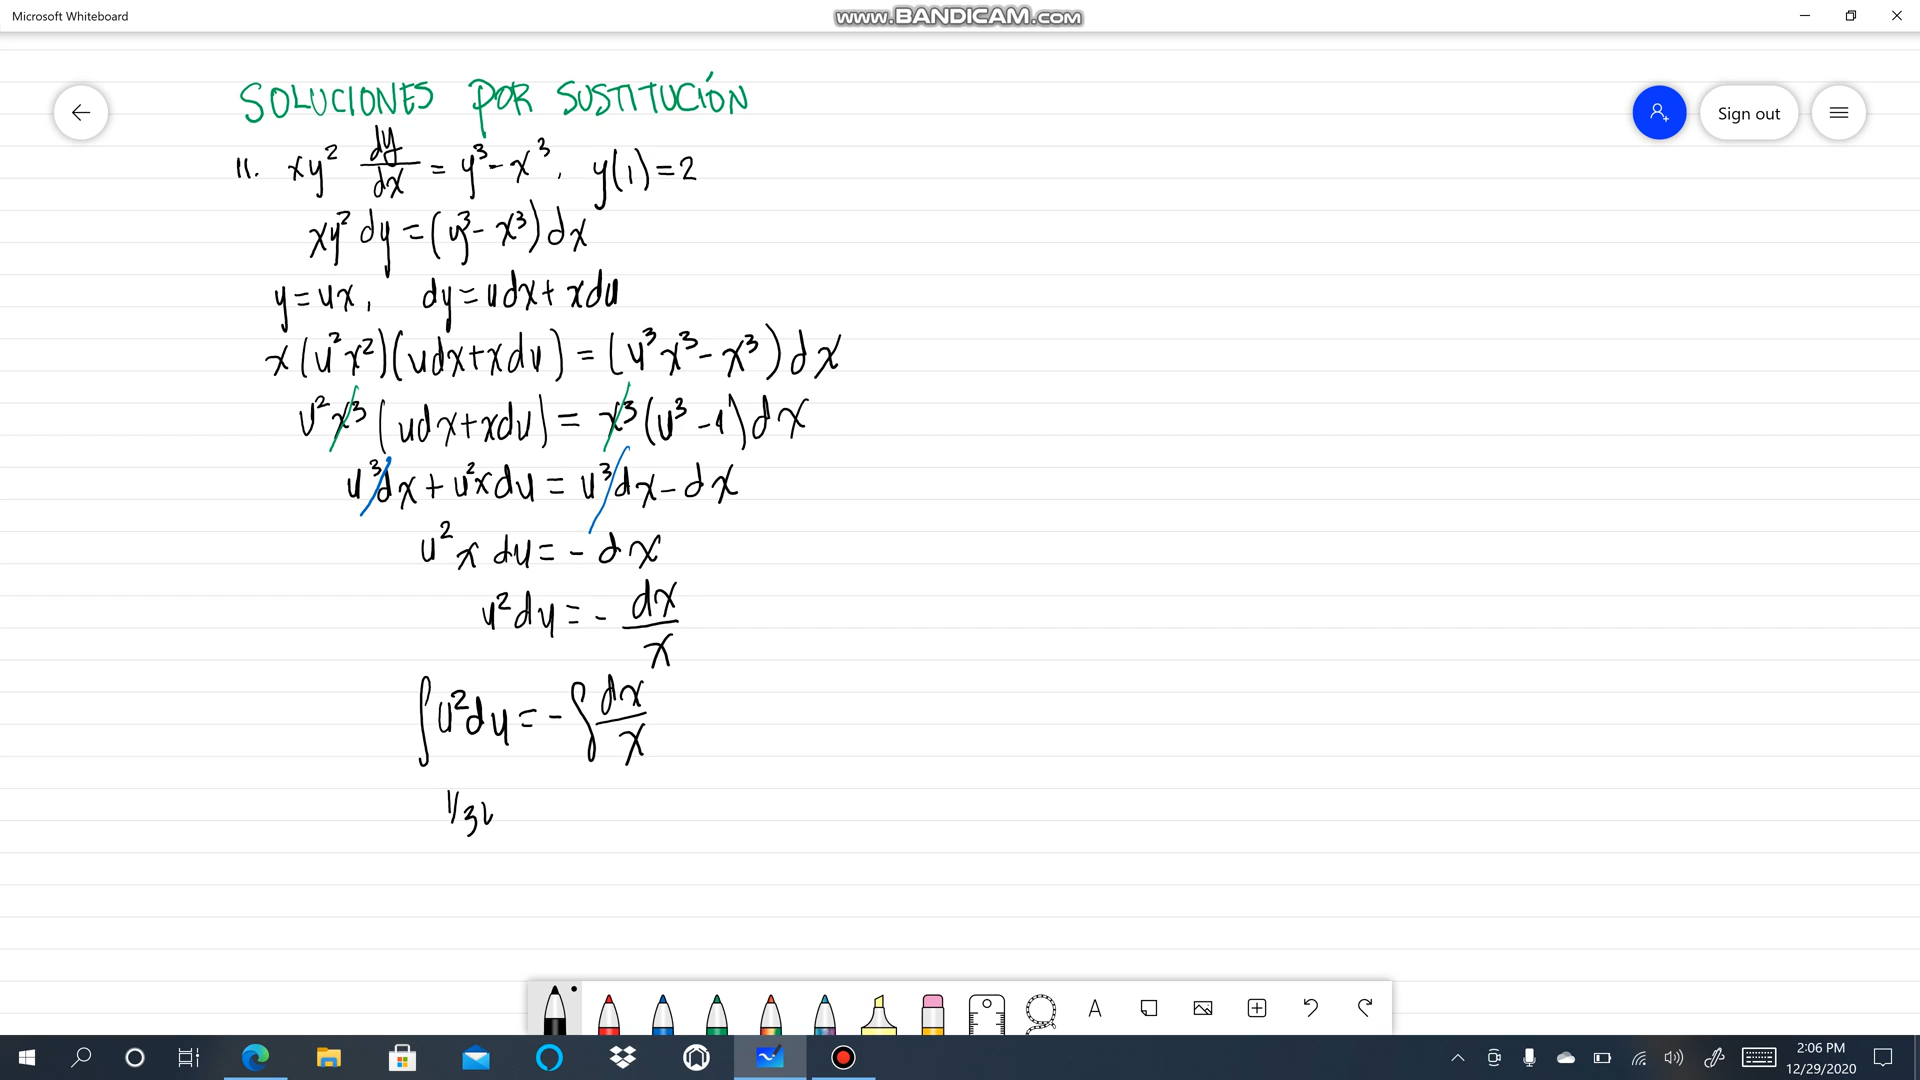 Microsoft Whiteboard
www.BANDICAM.com
Sign out
SOLUCIONES POR SUSTITUCIÓN
11. xy² dy/dx = y³ - x³, y(1) = 2
xy² dy = (y³ - x³) dx
y = ux, dy = udx + xdu
x(u²x²)(udx + xdu) = (u³x³ - x³) dx
u²x³ (udx + xdu) = x³(u³ - 1) dx
u³dx + u²xdu = u³dx - dx
u²x du = - dx
u²du = - dx/x
∫u²du = - ∫dx/x
1/3
A
2:06 PM
12/29/2020